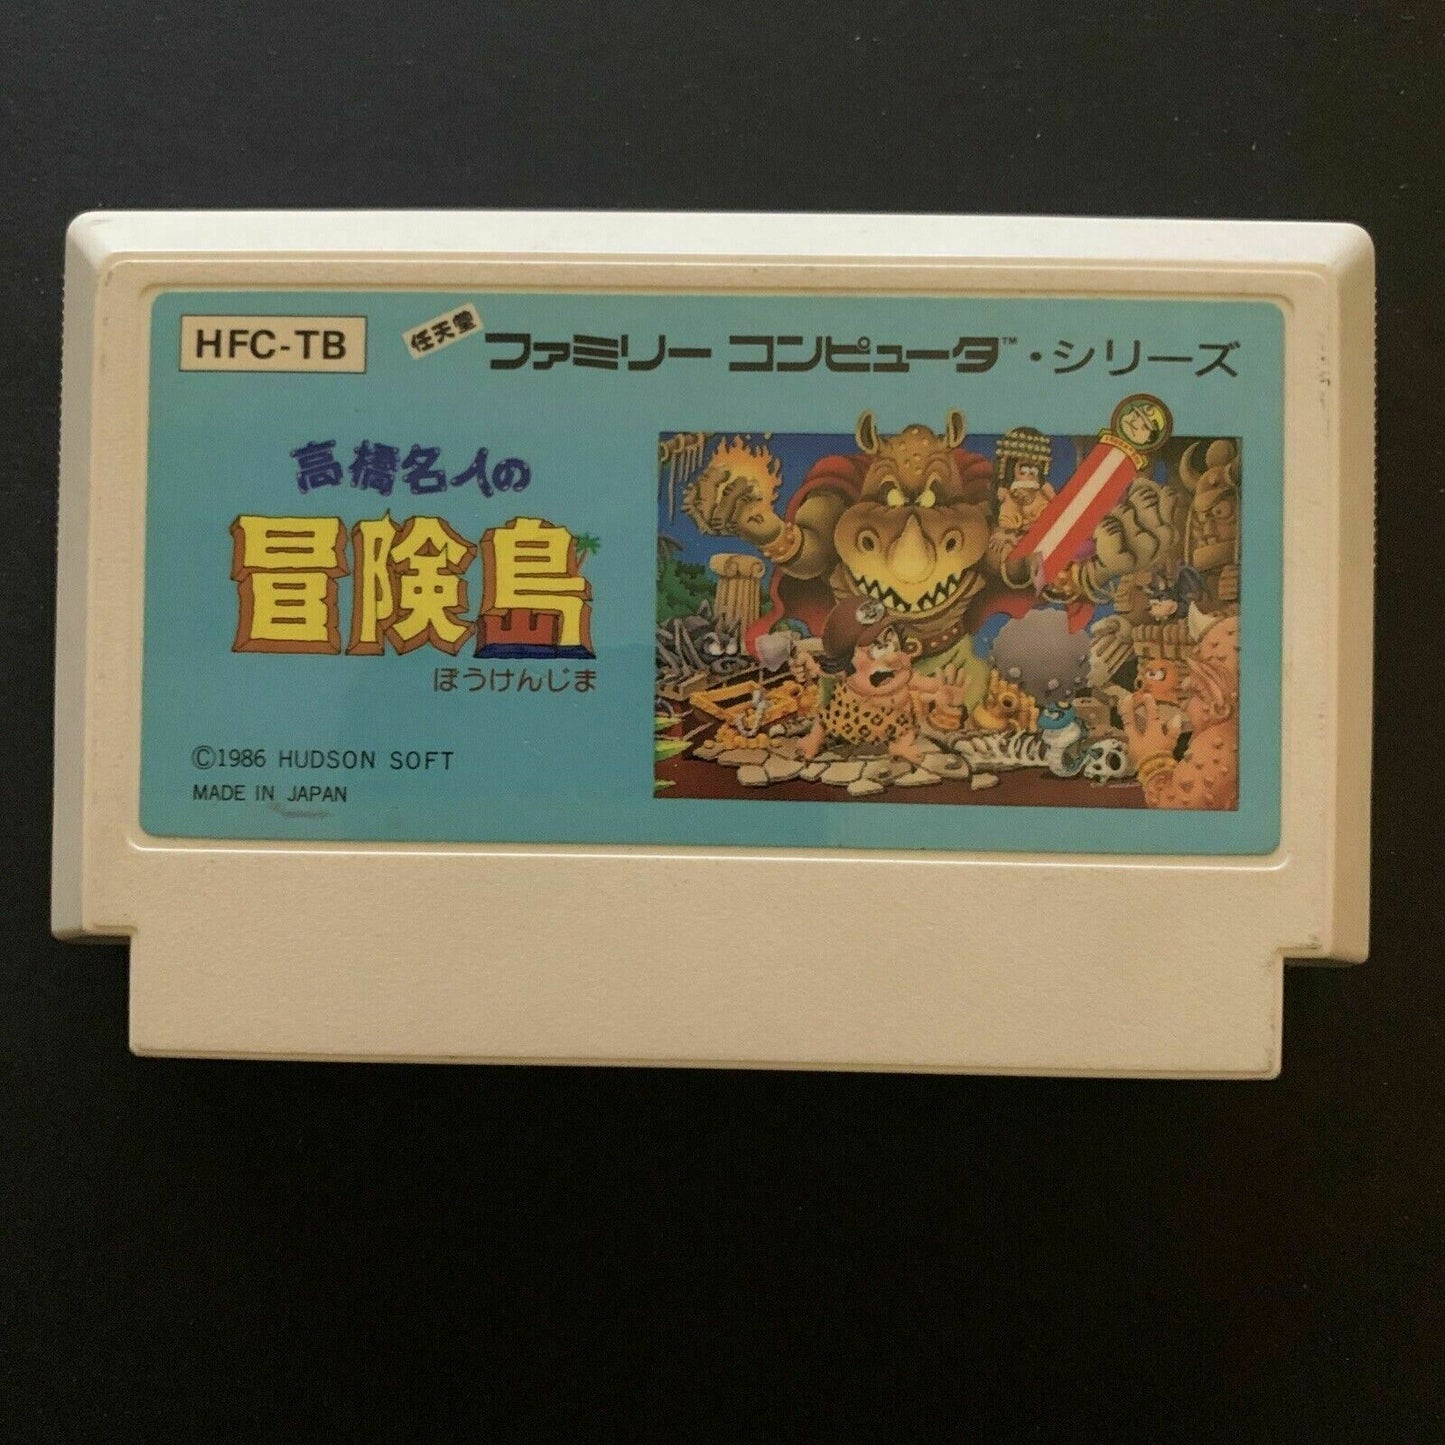 HFC-TB
任天堂 ファミリー コンピュータ™・シリーズ
高橋名人の
冒険島
ぼうけんじま
©1986 HUDSON SOFT
MADE IN JAPAN